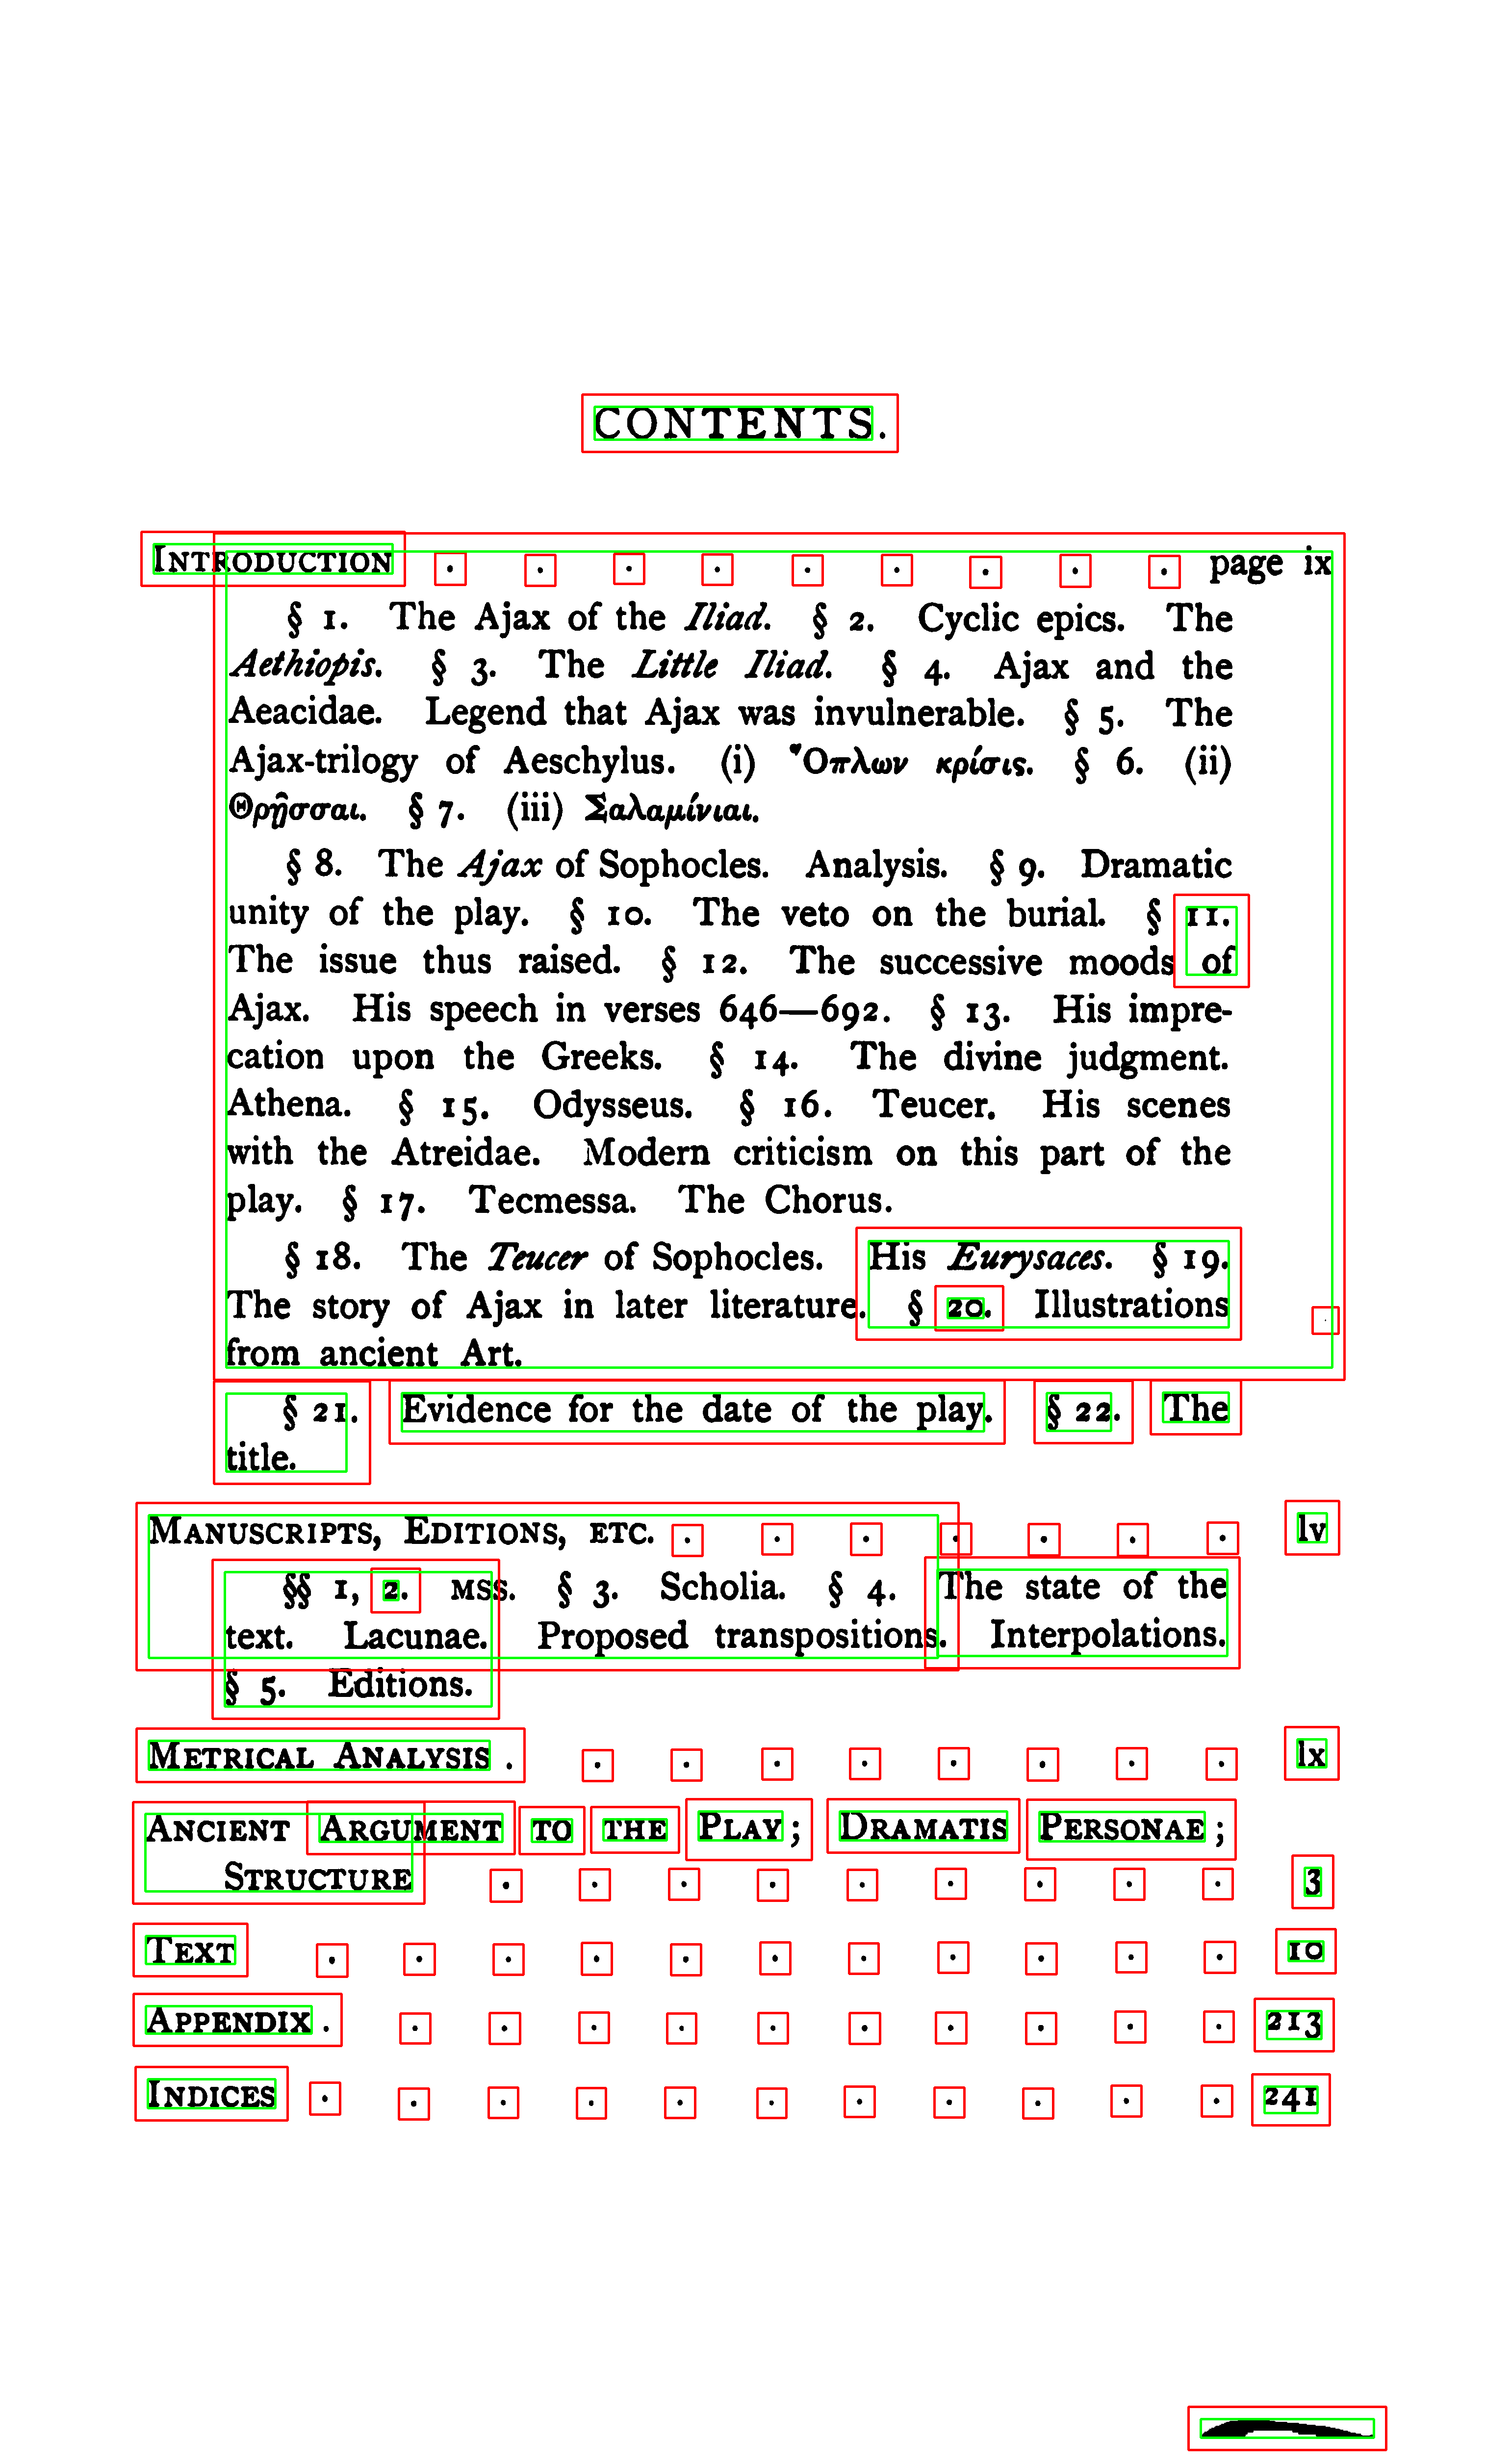 CONTENTS.
INTRODUCTION . . . . . . . . . page ix
§ 1. The Ajax of the Iliad. § 2. Cyclic epics. The
Aethiopis. § 3. The Little Iliad. § 4. Ajax and the
Aeacidae. Legend that Ajax was invulnerable. § 5. The
Ajax-trilogy of Aeschylus. (i) Ὅπλων κρίσις. § 6. (ii)
Θρῇσσαι. § 7. (iii) Σαλαμίνιαι.
§ 8. The Ajax of Sophocles. Analysis. § 9. Dramatic
unity of the play. § 10. The veto on the burial. § 11.
The issue thus raised. § 12. The successive moods of
Ajax. His speech in verses 646—692. § 13. His impre-
cation upon the Greeks. § 14. The divine judgment.
Athena. § 15. Odysseus. § 16. Teucer. His scenes
with the Atreidae. Modern criticism on this part of the
play. § 17. Tecmessa. The Chorus.
§ 18. The Teucer of Sophocles. His Eurysaces. § 19.
The story of Ajax in later literature. § 20. Illustrations
from ancient Art.
§ 21. Evidence for the date of the play. § 22. The
title.
MANUSCRIPTS, EDITIONS, ETC. . . . . . . . lv
§§ 1, 2. MSS. § 3. Scholia. § 4. The state of the
text. Lacunae. Proposed transpositions. Interpolations.
§ 5. Editions.
METRICAL ANALYSIS . . . . . . . . . lx
ANCIENT ARGUMENT TO THE PLAY; DRAMATIS PERSONAE;
STRUCTURE . . . . . . . . . 3
TEXT . . . . . . . . . . . 10
APPENDIX . . . . . . . . . . . 213
INDICES . . . . . . . . . . . 241